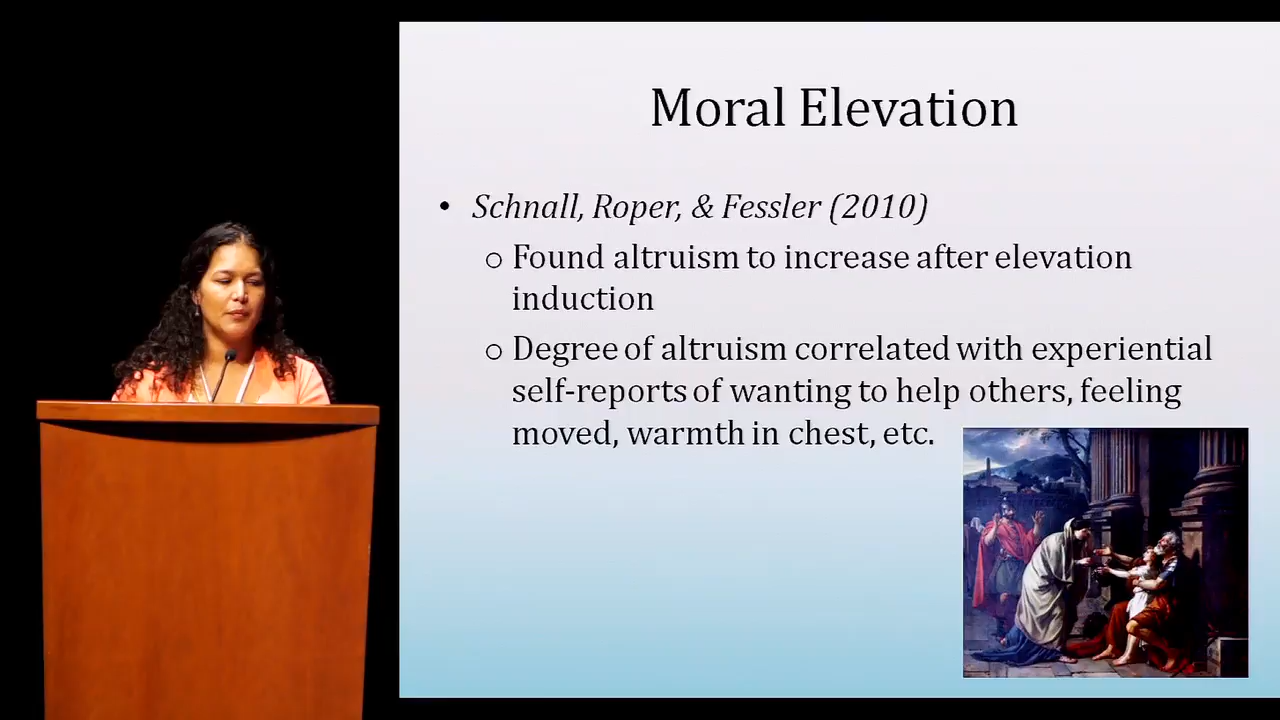 Moral Elevation
• Schnall, Roper, & Fessler (2010)
o Found altruism to increase after elevation
induction
o Degree of altruism correlated with experiential
self-reports of wanting to help others, feeling
moved, warmth in chest, etc.